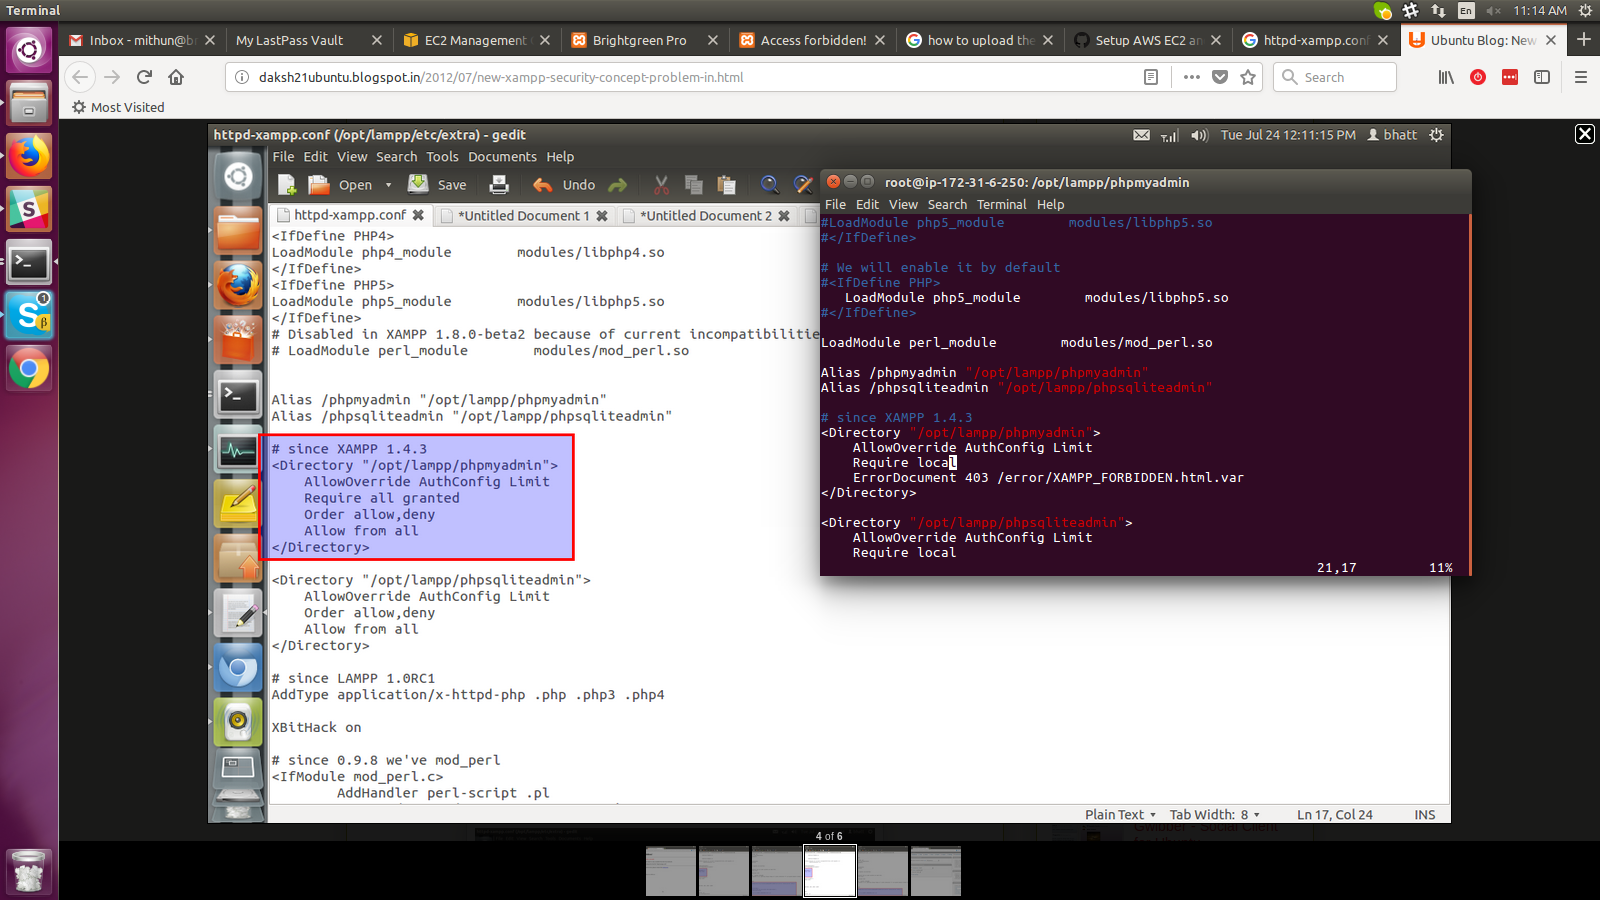 Terminal
En
11:14 AM
Inbox - mithun@b
My LastPass Vault
EC2 Management
Brightgreen Pro
Access forbidden!
how to upload the
Setup AWS EC2 an
httpd-xampp.conf
Ubuntu Blog: New
daksh21ubuntu.blogspot.in/2012/07/new-xampp-security-concept-problem-in.html
Search
Most Visited
httpd-xampp.conf (/opt/lampp/etc/extra) - gedit
Tue Jul 24 12:11:15 PM
bhatt
File Edit View Search Tools Documents Help
Open
Save
Undo
httpd-xampp.conf
*Untitled Document 1
*Untitled Document 2
<IfDefine PHP4>
LoadModule php4_module modules/libphp4.so
</IfDefine>
<IfDefine PHP5>
LoadModule php5_module modules/libphp5.so
</IfDefine>
# Disabled in XAMPP 1.8.0-beta2 because of current incompatibilitie
# LoadModule perl_module modules/mod_perl.so
Alias /phpmyadmin "/opt/lampp/phpmyadmin"
Alias /phpsqliteadmin "/opt/lampp/phpsqliteadmin"
# since XAMPP 1.4.3
<Directory "/opt/lampp/phpmyadmin">
AllowOverride AuthConfig Limit
Require all granted
Order allow,deny
Allow from all
</Directory>
<Directory "/opt/lampp/phpsqliteadmin">
AllowOverride AuthConfig Limit
Order allow,deny
Allow from all
</Directory>
# since LAMPP 1.0RC1
AddType application/x-httpd-php .php .php3 .php4
XBitHack on
# since 0.9.8 we've mod_perl
<IfModule mod_perl.c>
AddHandler perl-script .pl
Plain Text
Tab Width: 8
Ln 17, Col 24
INS
root@ip-172-31-6-250: /opt/lampp/phpmyadmin
File Edit View Search Terminal Help
#LoadModule php5_module modules/libphp5.so
#</IfDefine>
# We will enable it by default
#<IfDefine PHP>
LoadModule php5_module modules/libphp5.so
#</IfDefine>
LoadModule perl_module modules/mod_perl.so
Alias /phpmyadmin "/opt/lampp/phpmyadmin"
Alias /phpsqliteadmin "/opt/lampp/phpsqliteadmin"
# since XAMPP 1.4.3
<Directory "/opt/lampp/phpmyadmin">
AllowOverride AuthConfig Limit
Require local
ErrorDocument 403 /error/XAMPP_FORBIDDEN.html.var
</Directory>
<Directory "/opt/lampp/phpsqliteadmin">
AllowOverride AuthConfig Limit
Require local
21,17
11%
Gwibber - Social Client
4 of 6